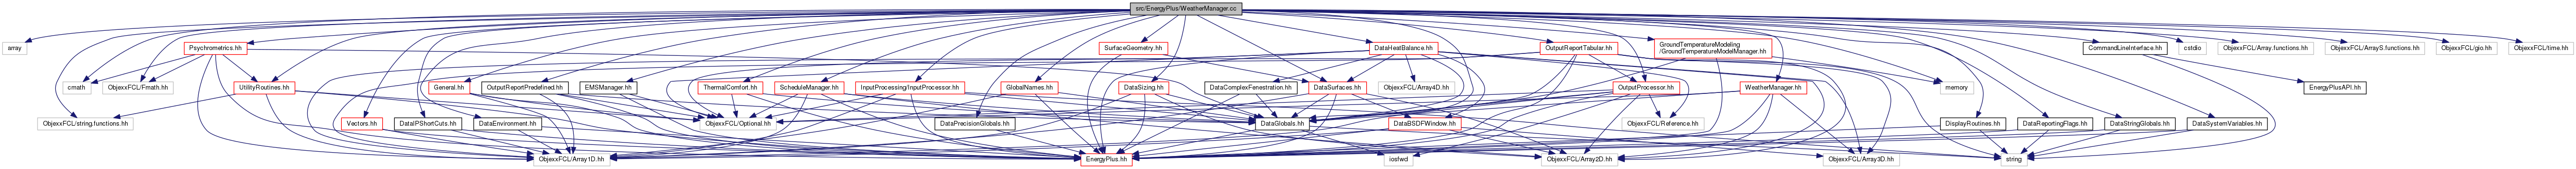 src/EnergyPlus/WeatherManager.cc
array
Psychrometrics.hh
SurfaceGeometry.hh
DataHeatBalance.hh
OutputReportTabular.hh
GroundTemperatureModeling
/GroundTemperatureModelManager.hh
CommandLineInterface.hh
cstdio
ObjexxFCL/Array.functions.hh
ObjexxFCL/ArrayS.functions.hh
ObjexxFCL/gio.hh
ObjexxFCL/time.hh
cmath
ObjexxFCL/Fmath.hh
UtilityRoutines.hh
General.hh
OutputReportPredefined.hh
EMSManager.hh
ThermalComfort.hh
ScheduleManager.hh
InputProcessing/InputProcessor.hh
GlobalNames.hh
DataSizing.hh
DataComplexFenestration.hh
DataSurfaces.hh
ObjexxFCL/Array4D.hh
OutputProcessor.hh
WeatherManager.hh
memory
EnergyPlusAPI.hh
ObjexxFCL/string.functions.hh
Vectors.hh
DataIPShortCuts.hh
DataEnvironment.hh
ObjexxFCL/Optional.hh
DataPrecisionGlobals.hh
DataGlobals.hh
DataBSDFWindow.hh
ObjexxFCL/Reference.hh
DisplayRoutines.hh
DataReportingFlags.hh
DataStringGlobals.hh
DataSystemVariables.hh
ObjexxFCL/Array1D.hh
EnergyPlus.hh
iosfwd
ObjexxFCL/Array2D.hh
ObjexxFCL/Array3D.hh
string